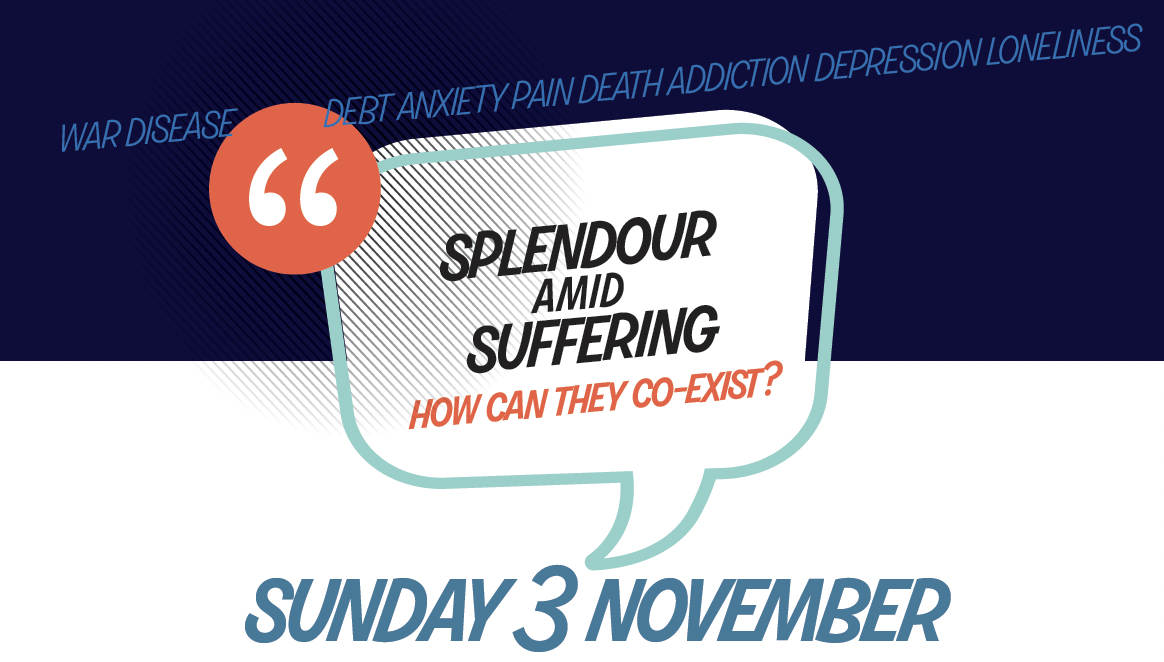 WAR DISEASE DEBT ANXIETY PAIN DEATH ADDICTION DEPRESSION LONELINESS
“
SPLENDOUR
AMID
SUFFERING
HOW CAN THEY CO-EXIST?
SUNDAY 3 NOVEMBER